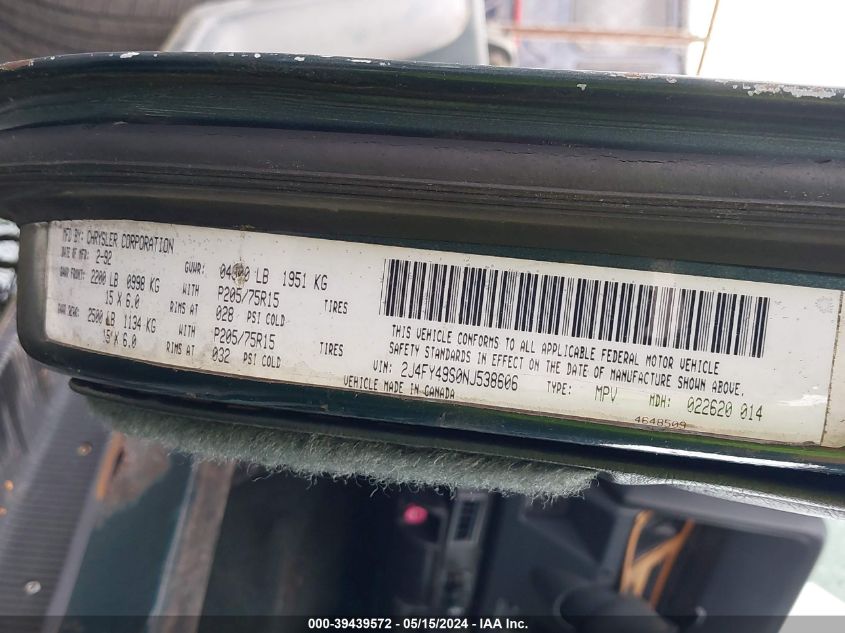 MFD BY: CHRYSLER CORPORATION
DATE OF MFR: 2-92 GVWR: LB 1951 KG
GAWR FRONT: 2200 LB 0998 KG WITH P205/75R15 TIRES
15 X 6.0 RIMS AT 028 PSI COLD
GAWR REAR: 2500 LB 1134 KG WITH P205/75R15 TIRES
15 X 6.0 RIMS AT 032 PSI COLD
THIS VEHICLE CONFORMS TO ALL APPLICABLE FEDERAL MOTOR VEHICLE
SAFETY STANDARDS IN EFFECT ON THE DATE OF MANUFACTURE SHOWN ABOVE.
VIN: 2J4FY49S0NJ538606 TYPE: MPV MDH: 022620 014
VEHICLE MADE IN CANADA 4648509
000-39439572 - 05/15/2024 - IAA Inc.